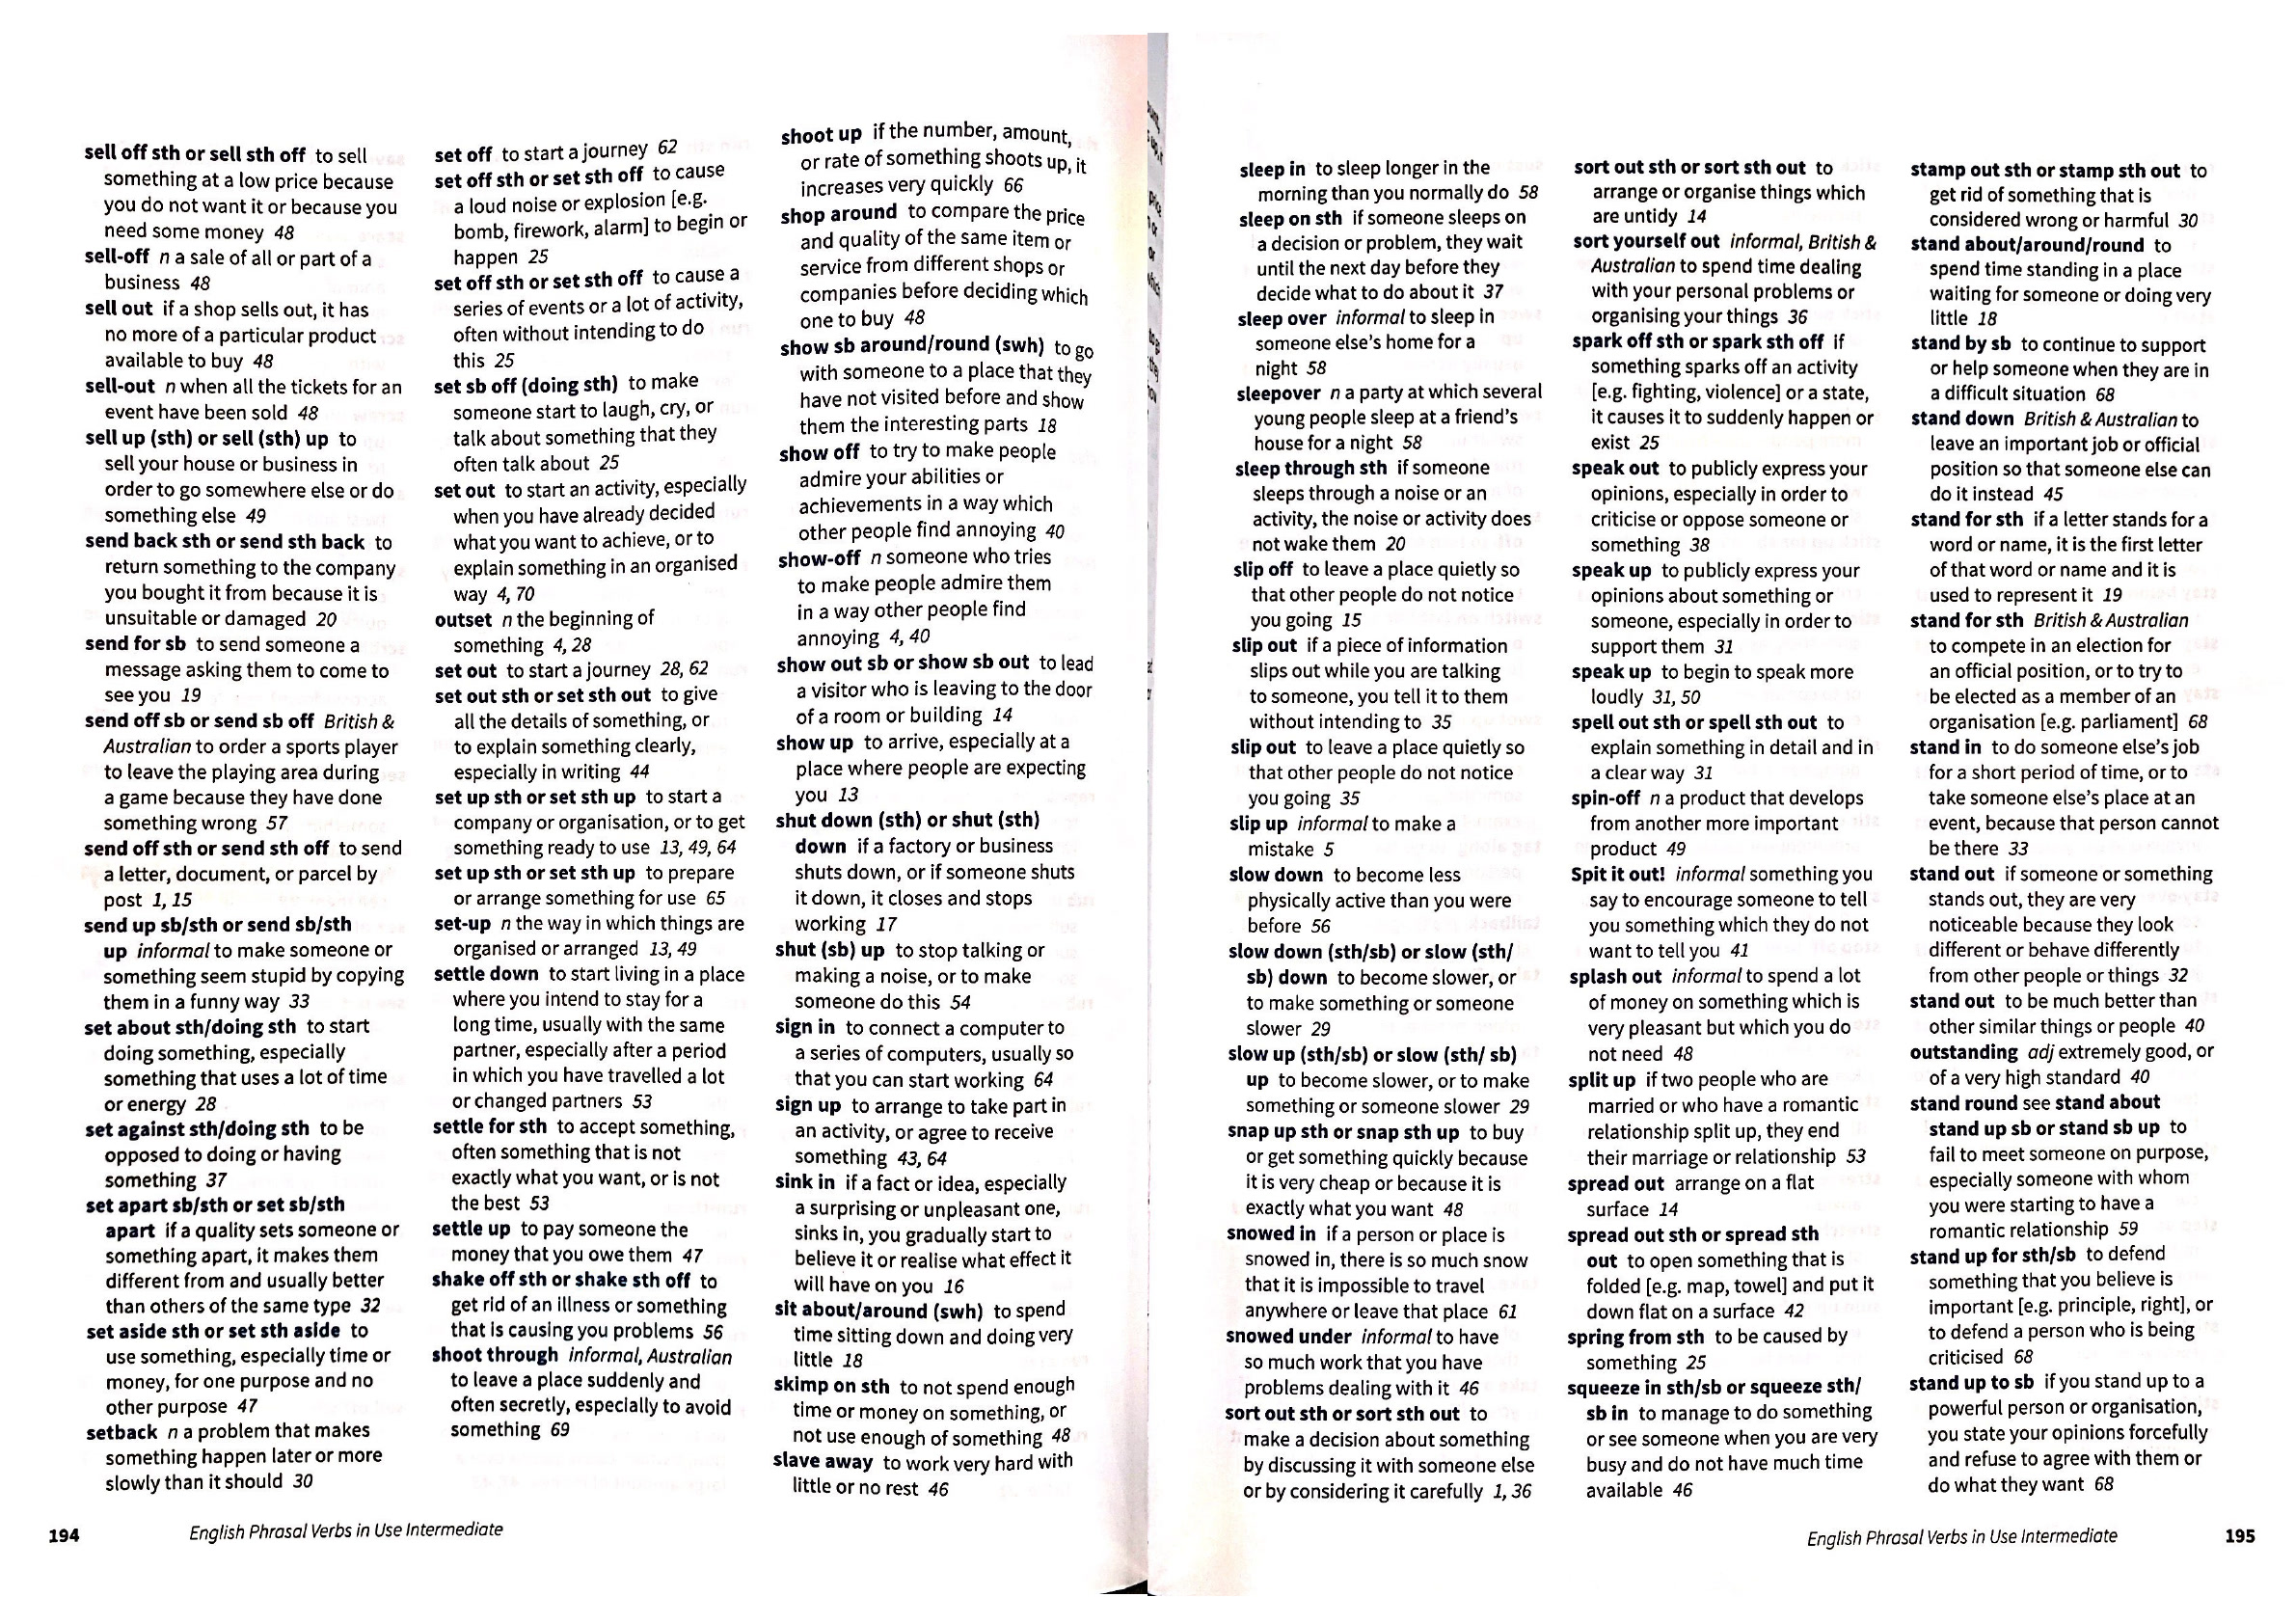 sell off sth or sell sth off to sell
something at a low price because
you do not want it or because you
need some money 48
sell-off n a sale of all or part of a
business 48
sell out if a shop sells out, it has
no more of a particular product
available to buy 48
sell-out n when all the tickets for an
event have been sold 48
sell up (sth) or sell (sth) up to
sell your house or business in
order to go somewhere else or do
something else 49
send back sth or send sth back to
return something to the company
you bought it from because it is
unsuitable or damaged 20
send for sb to send someone a
message asking them to come to
see you 19
send off sb or send sb off British &
Australian to order a sports player
to leave the playing area during
a game because they have done
something wrong 57
send off sth or send sth off to send
a letter, document, or parcel by
post 1, 15
send up sb/sth or send sb/sth
up informal to make someone or
something seem stupid by copying
them in a funny way 33
set about sth/doing sth to start
doing something, especially
something that uses a lot of time
or energy 28
set against sth/doing sth to be
opposed to doing or having
something 37
set apart sb/sth or set sb/sth
apart if a quality sets someone or
something apart, it makes them
different from and usually better
than others of the same type 32
set aside sth or set sth aside to
use something, especially time or
money, for one purpose and no
other purpose 47
setback n a problem that makes
something happen later or more
slowly than it should 30
set off to start a journey 62
set off sth or set sth off to cause
a loud noise or explosion [e.g.
bomb, firework, alarm] to begin or
happen 25
set off sth or set sth off to cause a
series of events or a lot of activity,
often without intending to do
this 25
set sb off (doing sth) to make
someone start to laugh, cry, or
talk about something that they
often talk about 25
set out to start an activity, especially
when you have already decided
what you want to achieve, or to
explain something in an organised
way 4, 70
outset n the beginning of
something 4, 28
set out to start a journey 28, 62
set out sth or set sth out to give
all the details of something, or
to explain something clearly,
especially in writing 44
set up sth or set sth up to start a
company or organisation, or to get
something ready to use 13, 49, 64
set up sth or set sth up to prepare
or arrange something for use 65
set-up n the way in which things are
organised or arranged 13, 49
settle down to start living in a place
where you intend to stay for a
long time, usually with the same
partner, especially after a period
in which you have travelled a lot
or changed partners 53
settle for sth to accept something,
often something that is not
exactly what you want, or is not
the best 53
settle up to pay someone the
money that you owe them 47
shake off sth or shake sth off to
get rid of an illness or something
that is causing you problems 56
shoot through informal, Australian
to leave a place suddenly and
often secretly, especially to avoid
something 69
shoot up if the number, amount,
or rate of something shoots up, it
increases very quickly 66
shop around to compare the price
and quality of the same item or
service from different shops or
companies before deciding which
one to buy 48
show sb around/round (swh) to go
with someone to a place that they
have not visited before and show
them the interesting parts 18
show off to try to make people
admire your abilities or
achievements in a way which
other people find annoying 40
show-off n someone who tries
to make people admire them
in a way other people find
annoying 4, 40
show out sb or show sb out to lead
a visitor who is leaving to the door
of a room or building 14
show up to arrive, especially at a
place where people are expecting
you 13
shut down (sth) or shut (sth)
down if a factory or business
shuts down, or if someone shuts
it down, it closes and stops
working 17
shut (sb) up to stop talking or
making a noise, or to make
someone do this 54
sign in to connect a computer to
a series of computers, usually so
that you can start working 64
sign up to arrange to take part in
an activity, or agree to receive
something 43, 64
sink in if a fact or idea, especially
a surprising or unpleasant one,
sinks in, you gradually start to
believe it or realise what effect it
will have on you 16
sit about/around (swh) to spend
time sitting down and doing very
little 18
skimp on sth to not spend enough
time or money on something, or
not use enough of something 48
slave away to work very hard with
little or no rest 46
194
English Phrasal Verbs in Use Intermediate
sleep in to sleep longer in the
morning than you normally do 58
sleep on sth if someone sleeps on
a decision or problem, they wait
until the next day before they
decide what to do about it 37
sleep over informal to sleep in
someone else's home for a
night 58
sleepover n a party at which several
young people sleep at a friend's
house for a night 58
sleep through sth if someone
sleeps through a noise or an
activity, the noise or activity does
not wake them 20
slip off to leave a place quietly so
that other people do not notice
you going 15
slip out if a piece of information
slips out while you are talking
to someone, you tell it to them
without intending to 35
slip out to leave a place quietly so
that other people do not notice
you going 35
slip up informal to make a
mistake 5
slow down to become less
physically active than you were
before 56
slow down (sth/sb) or slow (sth/
sb) down to become slower, or
to make something or someone
slower 29
slow up (sth/sb) or slow (sth/ sb)
up to become slower, or to make
something or someone slower 29
snap up sth or snap sth up to buy
or get something quickly because
it is very cheap or because it is
exactly what you want 48
snowed in if a person or place is
snowed in, there is so much snow
that it is impossible to travel
anywhere or leave that place 61
snowed under informal to have
so much work that you have
problems dealing with it 46
sort out sth or sort sth out to
make a decision about something
by discussing it with someone else
or by considering it carefully 1, 36
sort out sth or sort sth out to
arrange or organise things which
are untidy 14
sort yourself out informal, British &
Australian to spend time dealing
with your personal problems or
organising your things 36
spark off sth or spark sth off if
something sparks off an activity
[e.g. fighting, violence] or a state,
it causes it to suddenly happen or
exist 25
speak out to publicly express your
opinions, especially in order to
criticise or oppose someone or
something 38
speak up to publicly express your
opinions about something or
someone, especially in order to
support them 31
speak up to begin to speak more
loudly 31, 50
spell out sth or spell sth out to
explain something in detail and in
a clear way 31
spin-off n a product that develops
from another more important
product 49
Spit it out! informal something you
say to encourage someone to tell
you something which they do not
want to tell you 41
splash out informal to spend a lot
of money on something which is
very pleasant but which you do
not need 48
split up if two people who are
married or who have a romantic
relationship split up, they end
their marriage or relationship 53
spread out arrange on a flat
surface 14
spread out sth or spread sth
out to open something that is
folded [e.g. map, towel] and put it
down flat on a surface 42
spring from sth to be caused by
something 25
squeeze in sth/sb or squeeze sth/
sb in to manage to do something
or see someone when you are very
busy and do not have much time
available 46
stamp out sth or stamp sth out to
get rid of something that is
considered wrong or harmful 30
stand about/around/round to
spend time standing in a place
waiting for someone or doing very
little 18
stand by sb to continue to support
or help someone when they are in
a difficult situation 68
stand down British & Australian to
leave an important job or official
position so that someone else can
do it instead 45
stand for sth if a letter stands for a
word or name, it is the first letter
of that word or name and it is
used to represent it 19
stand for sth British & Australian
to compete in an election for
an official position, or to try to
be elected as a member of an
organisation [e.g. parliament] 68
stand in to do someone else's job
for a short period of time, or to
take someone else's place at an
event, because that person cannot
be there 33
stand out if someone or something
stands out, they are very
noticeable because they look
different or behave differently
from other people or things 32
stand out to be much better than
other similar things or people 40
outstanding adj extremely good, or
of a very high standard 40
stand round see stand about
stand up sb or stand sb up to
fail to meet someone on purpose,
especially someone with whom
you were starting to have a
romantic relationship 59
stand up for sth/sb to defend
something that you believe is
important [e.g. principle, right], or
to defend a person who is being
criticised 68
stand up to sb if you stand up to a
powerful person or organisation,
you state your opinions forcefully
and refuse to agree with them or
do what they want 68
English Phrasal Verbs in Use Intermediate
195